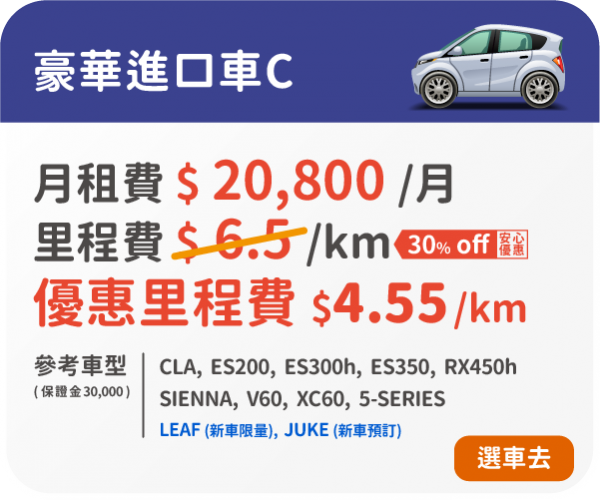 豪華進口車C
月租費 $ 20,800 /月
里程費 $ 6.5 /km 30% off 安心優惠
優惠里程費 $4.55/km
參考車型 CLA, ES200, ES300h, ES350, RX450h
(保證金30,000) SIENNA, V60, XC60, 5-SERIES
LEAF (新車限量), JUKE (新車預訂)
選車去